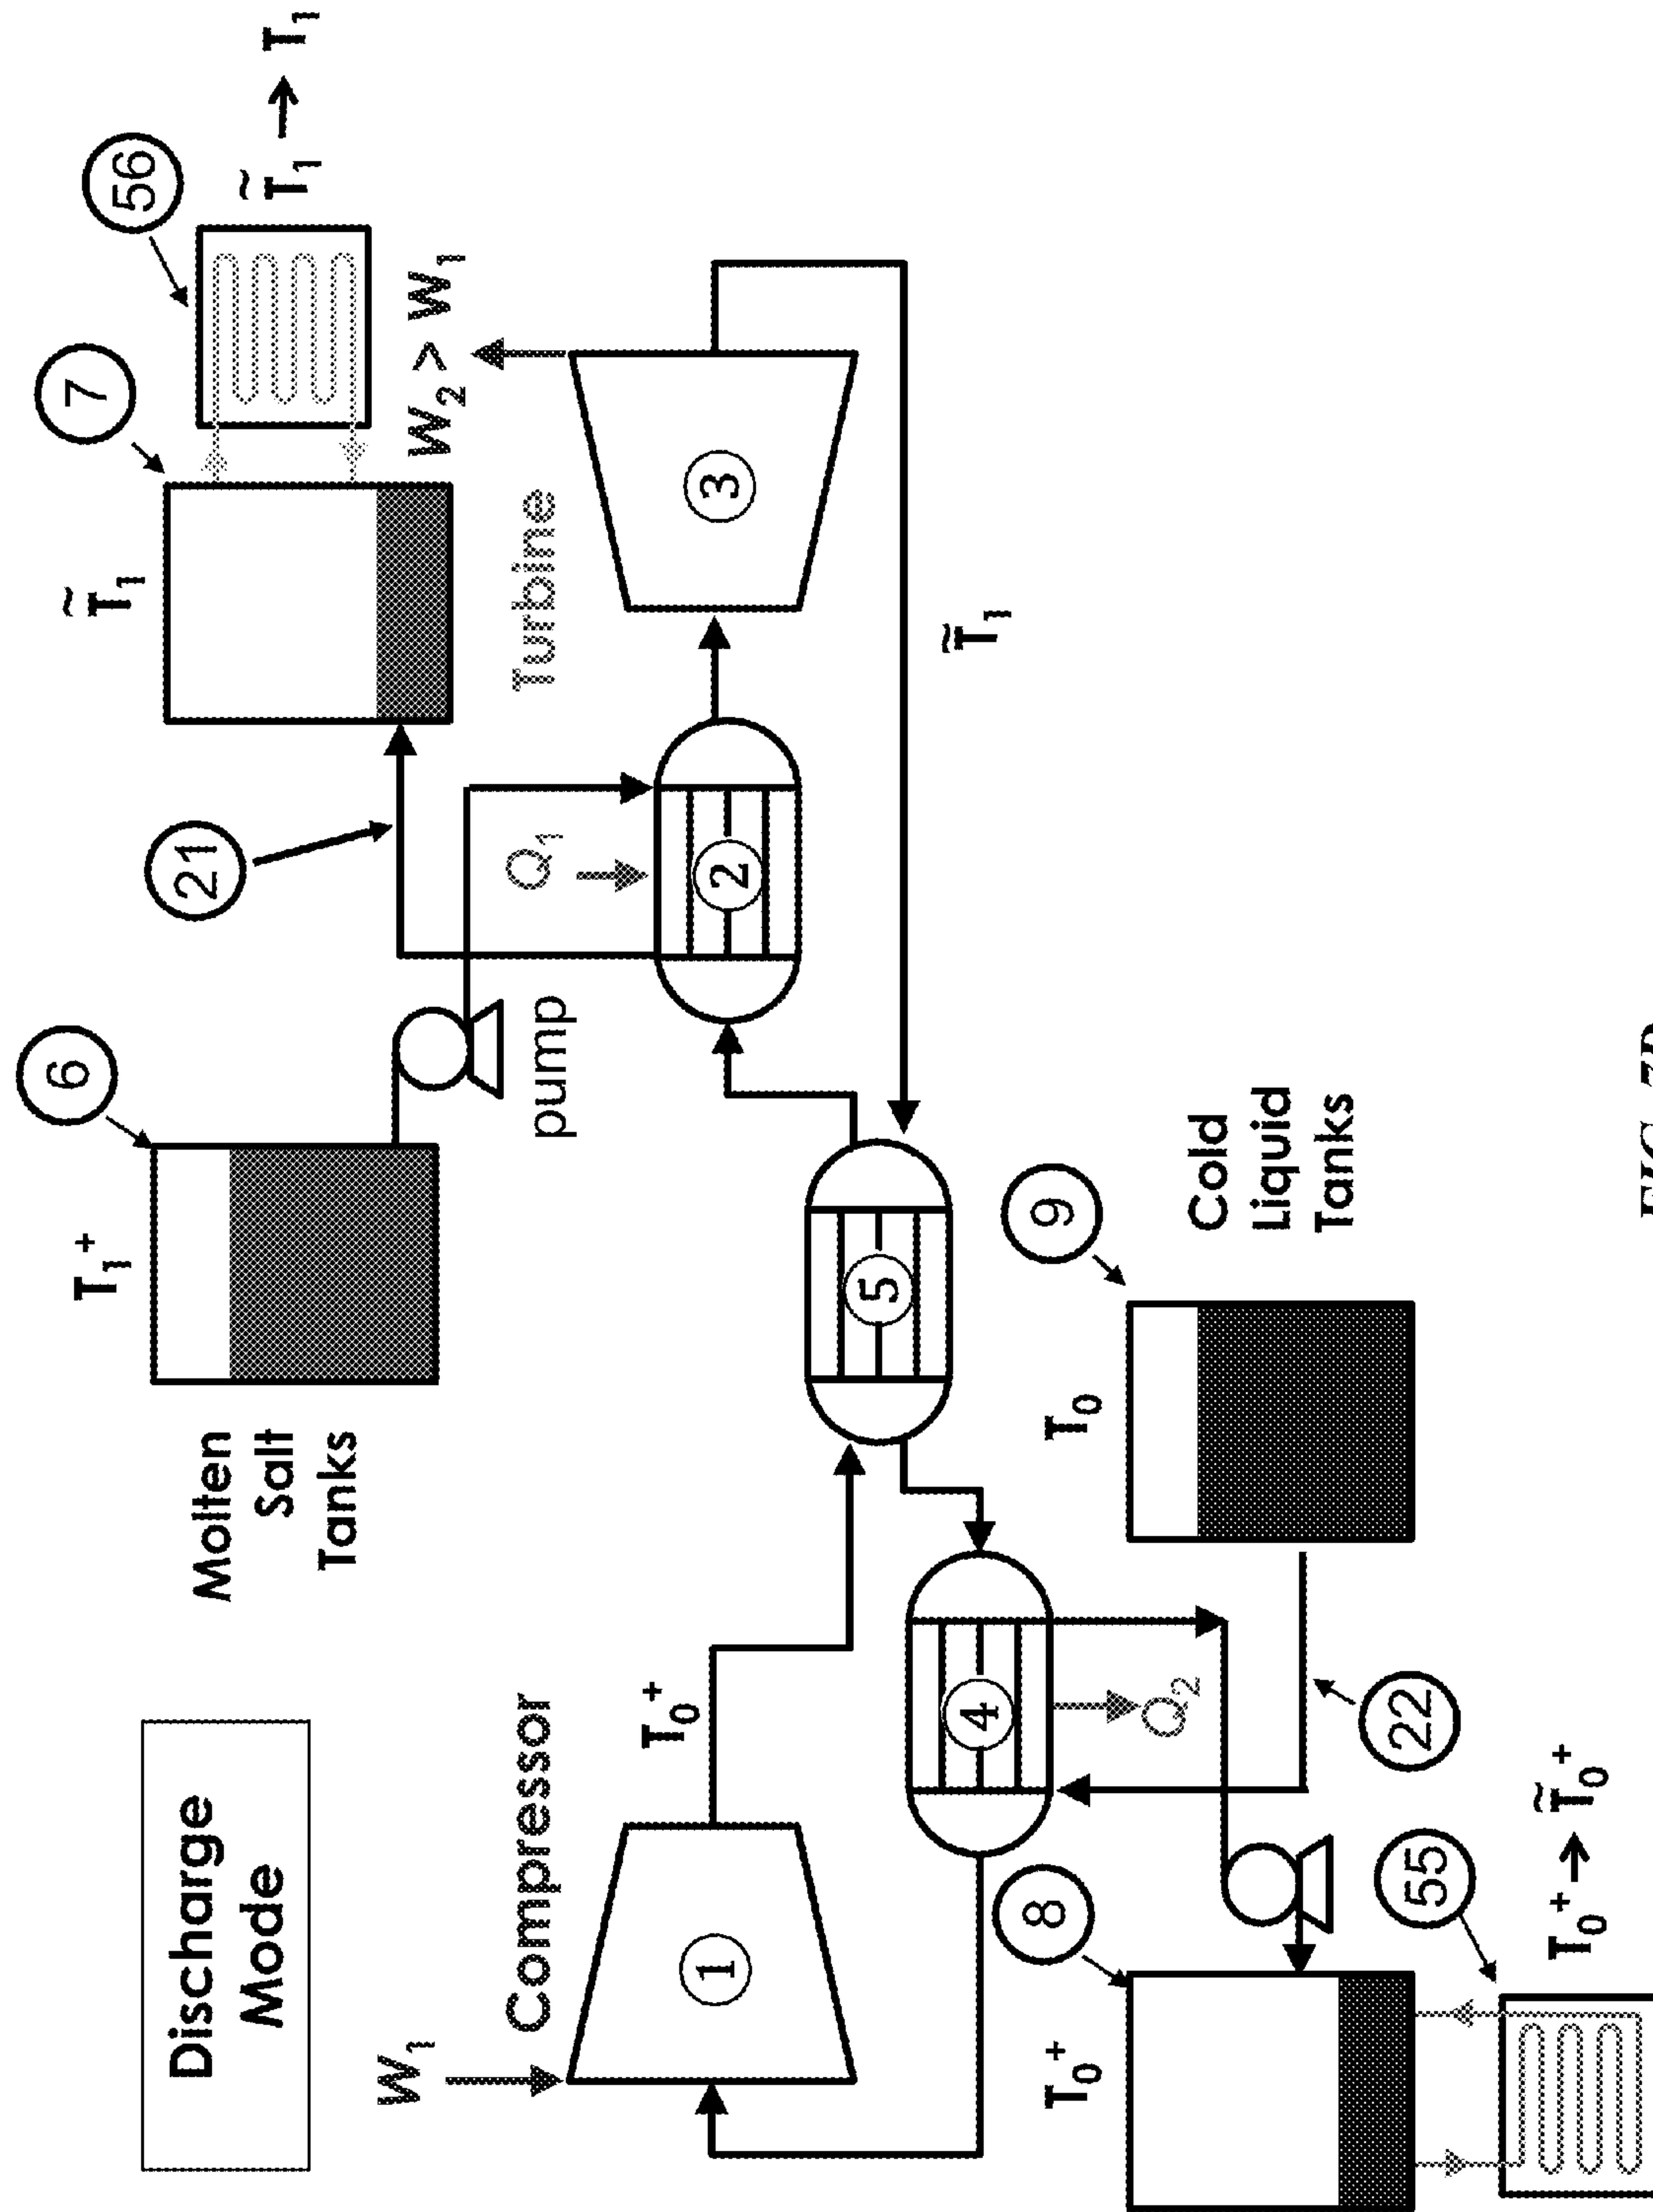 Discharge
Mode
Molten
Salt
Tanks
6
T₁⁺
7
T̃₁
56
T̃₁ → T₁
21
W₁
W₂ > W₁
Compressor
pump
Q₁
Turbine
1
2
3
T₀⁺
5
T̃₁
4
8
T₀⁺
T₀
9
Q₂
Cold
Liquid
Tanks
22
55
T₀⁺ → T̃₀⁺
FIG.